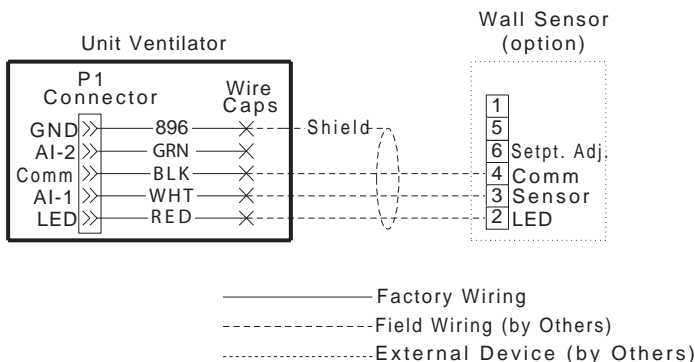 Wall Sensor
(option)
Unit Ventilator
P1
Connector
Wire
Caps
GND 896 Shield
AI-2 GRN
Comm BLK
AI-1 WHT
LED RED
1
5
6 Setpt. Adj.
4 Comm
3 Sensor
2 LED
Factory Wiring
Field Wiring (by Others)
External Device (by Others)